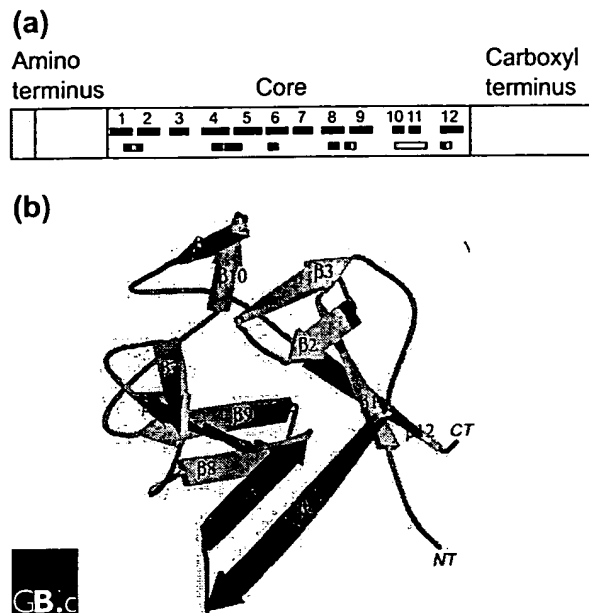 (a)
Amino terminus
Core
Carboxyl terminus
1 2 3 4 5 6 7 8 9 10 11 12
(b)
β10
β3
β2
β9
β8
β12
CT
NT
GB.c